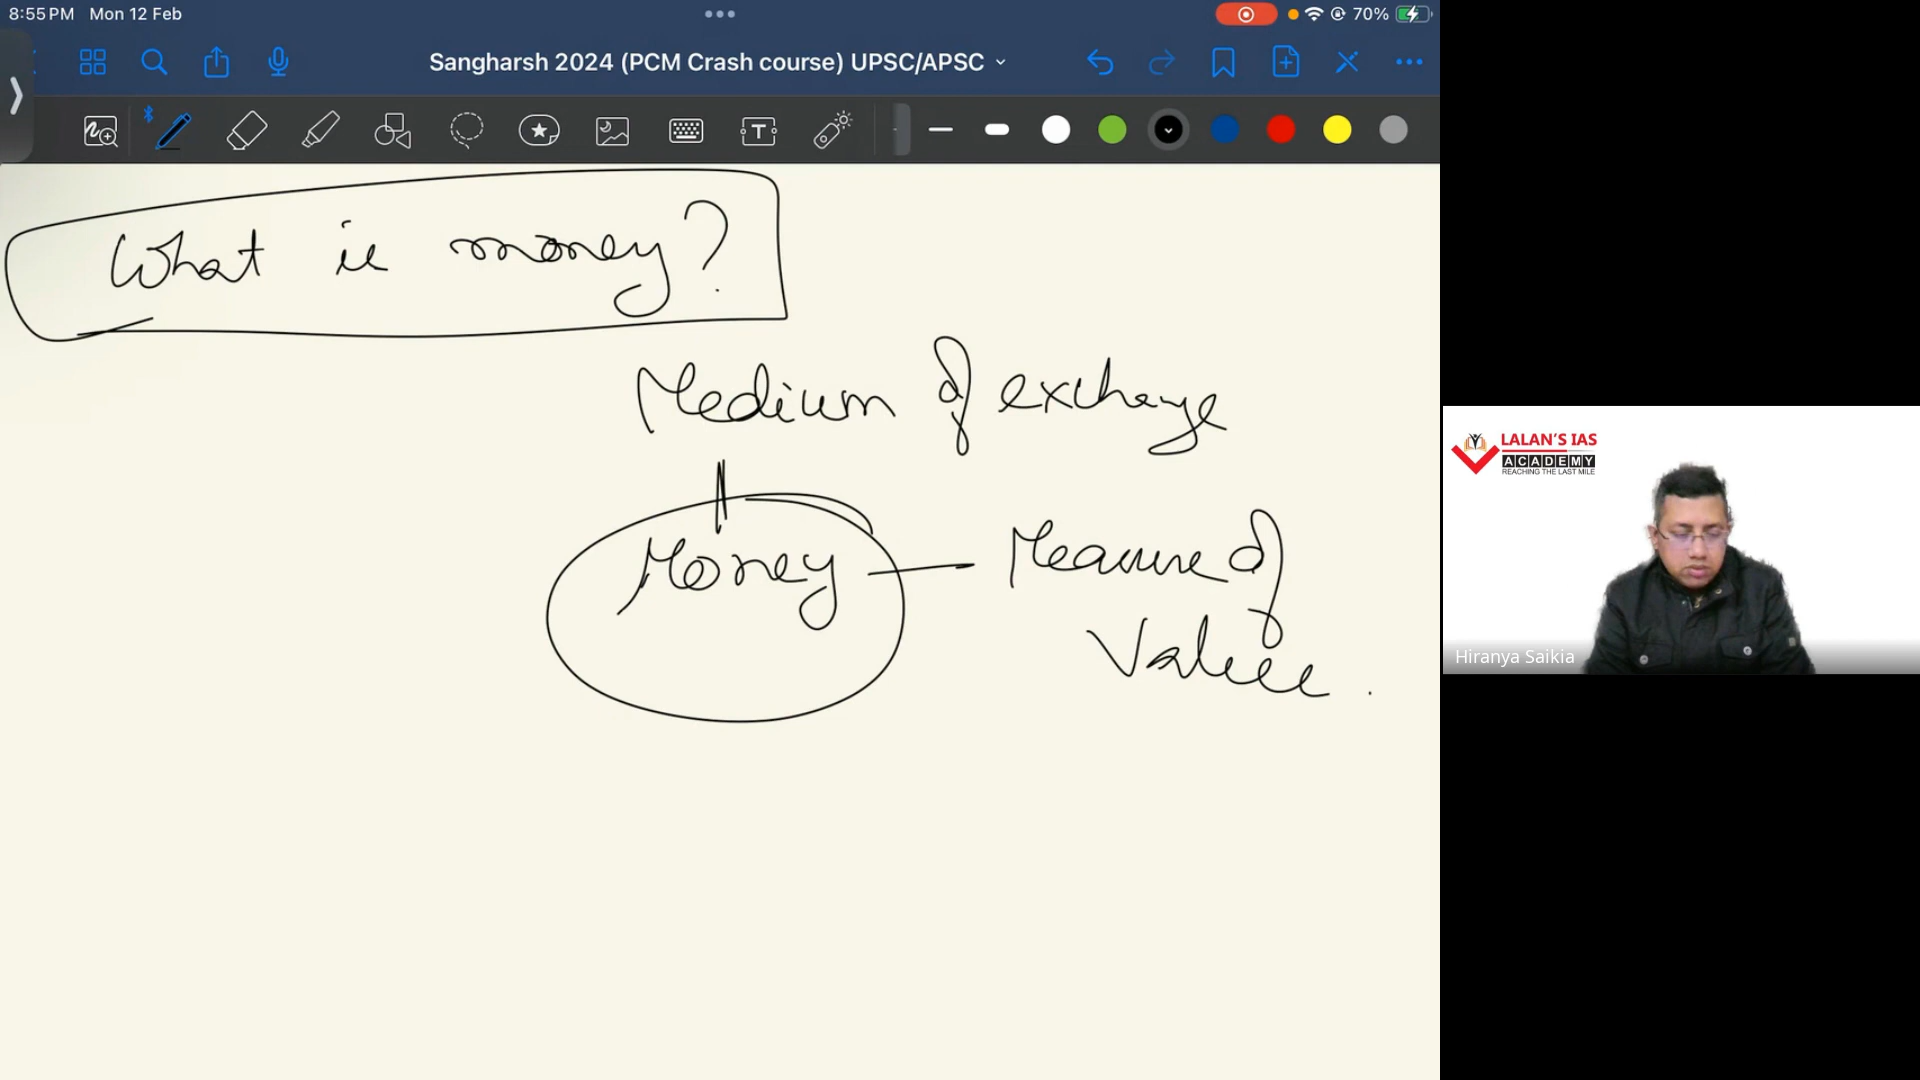 8:55 PM Mon 12 Feb
70%
Sangharsh 2024 (PCM Crash course) UPSC/APSC
T
What is money?
Medium of exchange
Money
Measure of
Value.
LALAN'S IAS
ACADEMY
REACHING THE LAST MILE
Hiranya Saikia